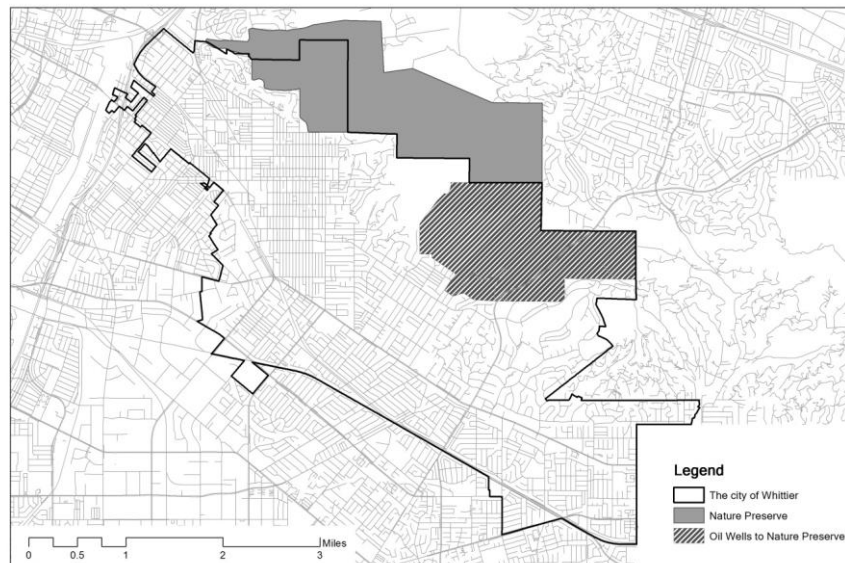 Legend
The city of Whittier
Nature Preserve
Oil Wells to Nature Preserve
Miles
0 0.5 1 2 3